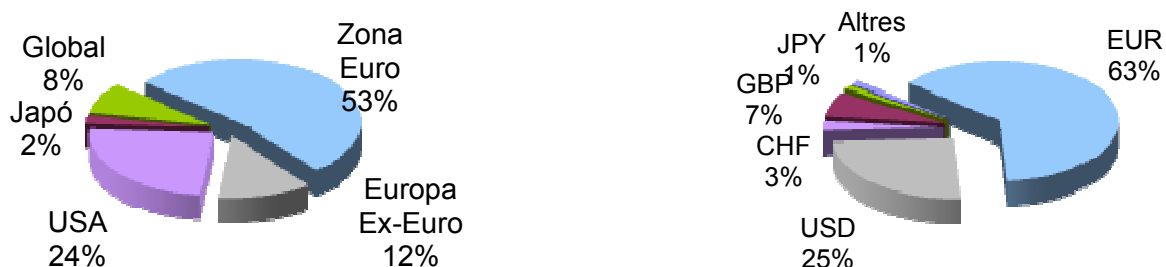 Global
8%
Zona
Euro
53%
Japó
2%
USA
24%
Europa
Ex-Euro
12%
Altres
1%
JPY
1%
EUR
63%
GBP
7%
CHF
3%
USD
25%